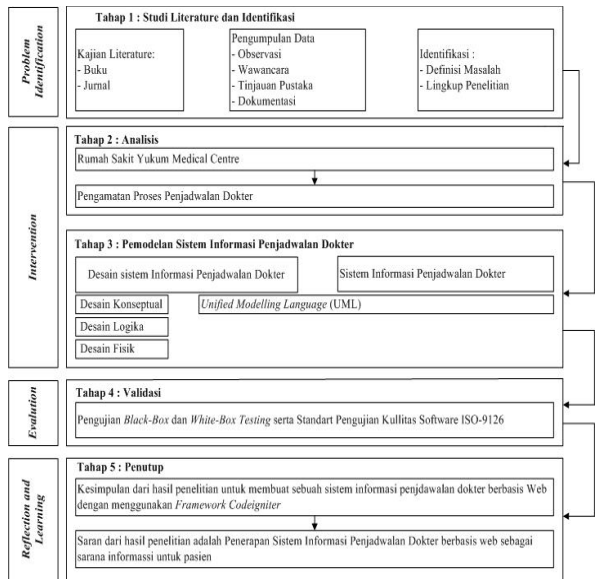 Problem
Identification
Tahap 1 : Studi Literature dan Identifikasi
Kajian Literature:
- Buku
- Jurnal
Pengumpulan Data
- Observasi
- Wawancara
- Tinjauan Pustaka
- Dokumentasi
Identifikasi :
- Definisi Masalah
- Lingkup Penelitian
Intervention
Tahap 2 : Analisis
Rumah Sakit Yukum Medical Centre
Pengamatan Proses Penjadwalan Dokter
Tahap 3 : Pemodelan Sistem Informasi Penjadwalan Dokter
Desain sistem Informasi Penjadwalan Dokter
Sistem Informasi Penjadwalan Dokter
Desain Konseptual
Unified Modelling Language (UML)
Desain Logika
Desain Fisik
Evalution
Tahap 4 : Validasi
Pengujian Black-Box dan White-Box Testing serta Standart Pengujian Kullitas Software ISO-9126
Reflection and
Learning
Tahap 5 : Penutup
Kesimpulan dari hasil penelitian untuk membuat sebuah sistem informasi penjdawalan dokter berbasis Web
dengan menggunakan Framework Codeigniter
Saran dari hasil penelitian adalah Penerapan Sistem Informasi Penjadwalan Dokter berbasis web sebagai
sarana informassi untuk pasien